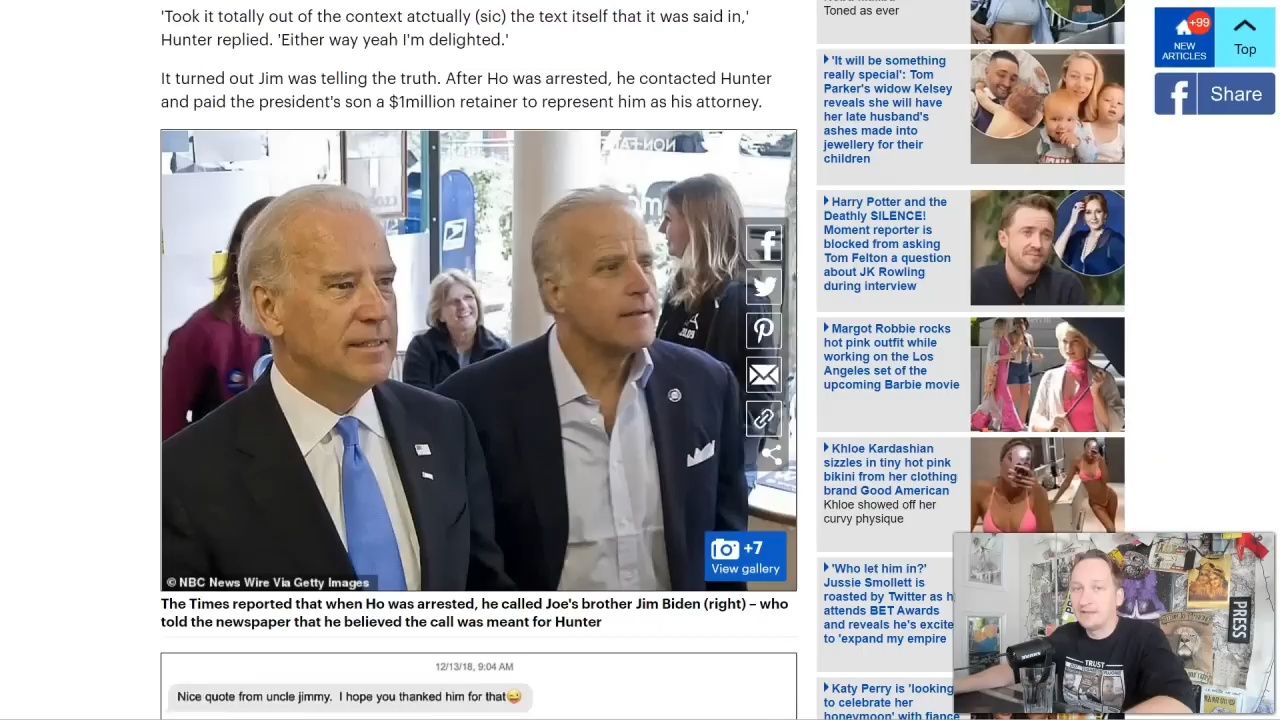 'Took it totally out of the context atctually (sic) the text itself that it was said in,'
Hunter replied. 'Either way yeah I'm delighted.'
It turned out Jim was telling the truth. After Ho was arrested, he contacted Hunter
and paid the president's son a $1million retainer to represent him as his attorney.
+7
View gallery
© NBC News Wire Via Getty Images
The Times reported that when Ho was arrested, he called Joe's brother Jim Biden (right) – who
told the newspaper that he believed the call was meant for Hunter
12/13/18, 9:04 AM
Nice quote from uncle jimmy. I hope you thanked him for that😅
Toned as ever
'It will be something
really special': Tom
Parker's widow Kelsey
reveals she will have
her late husband's
ashes made into
jewellery for their
children
Harry Potter and the
Deathly SILENCE!
Moment reporter is
blocked from asking
Tom Felton a question
about JK Rowling
during interview
Margot Robbie rocks
hot pink outfit while
working on the Los
Angeles set of the
upcoming Barbie movie
Khloe Kardashian
sizzles in tiny hot pink
bikini from her clothing
brand Good American
Khloe showed off her
curvy physique
'Who let him in?'
Jussie Smollett is
roasted by Twitter as h
attends BET Awards
and reveals he's excite
to 'expand my empire
Katy Perry is 'looking
to celebrate her
honeymoon' with fiance
+99
NEW
ARTICLES
Top
Share
PRESS
TRUST